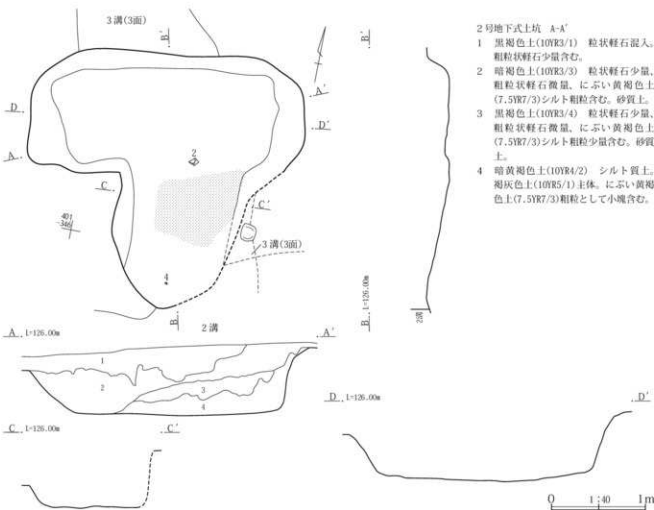 3溝(3面)
B´
B´
2号地下式土坑 A-A´
1 黒褐色土(10YR3/1) 粒状軽石混入。
粗粒状軽石少量含む。
2 暗褐色土(10YR3/3) 粒状軽石少量、
粗粒状軽石微量、にぶい黄褐色土
(7.5YR7/3)シルト粗粒含む。砂質土。
3 黒褐色土(10YR3/4) 粒状軽石少量、
粗粒状軽石微量、にぶい黄褐色土
(7.5YR7/3)シルト粗粒少量含む。砂質
土。
4 暗黄褐色土(10YR4/2) シルト質土。
褐灰色土(10YR5/1)主体。にぶい黄褐
色土(7.5YR7/3)粗粒として小塊含む。
A´
D
D´
2
A
C
C´
401
-346
3溝(3面)
4
B
B L=126.00m
2溝
A L=126.00m
2溝
A´
1
2
3
4
D L=126.00m
D´
C L=126.00m
C´
0 1:40 1m